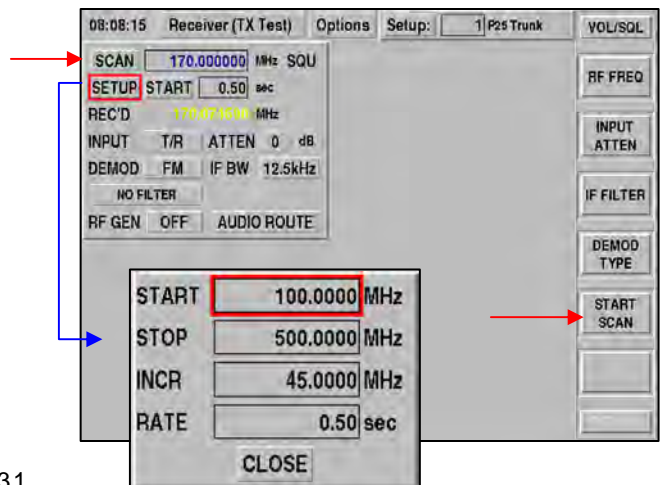 08:08:15 Receiver (TX Test) Options Setup: 1 P25 Trunk VOL/SQL
SCAN 170.000000 MHz SQU
SETUP START 0.50 sec
REC'D MHz
INPUT T/R ATTEN 0 dB
DEMOD FM IF BW 12.5kHz
NO FILTER
RF GEN OFF AUDIO ROUTE
RF FREQ
INPUT
ATTEN
IF FILTER
DEMOD
TYPE
START
SCAN
START 100.0000 MHz
STOP 500.0000 MHz
INCR 45.0000 MHz
RATE 0.50 sec
CLOSE